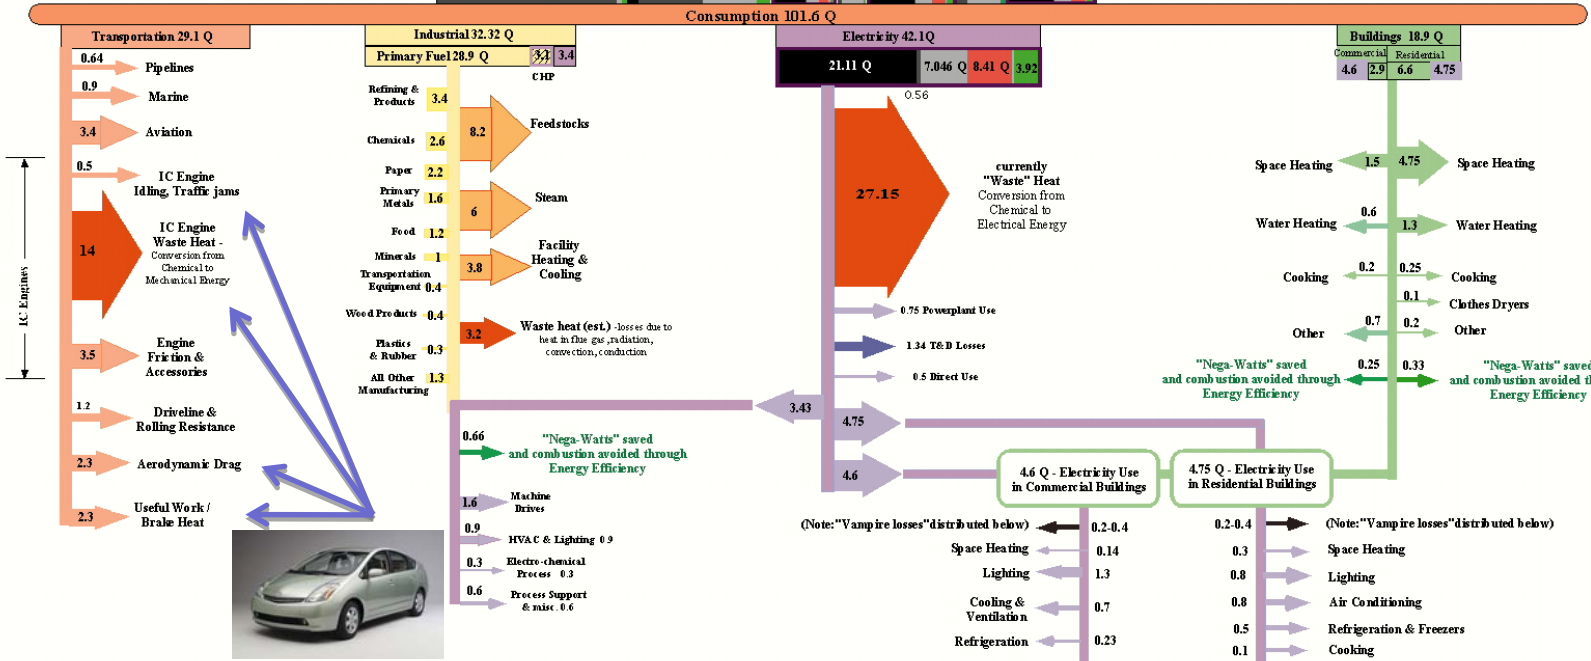 Consumption 101.6 Q
Transportation 29.1 Q
0.64
Pipelines
0.9
Marine
3.4
Aviation
0.5
IC Engine
Idling, Traffic jams
IC Engines
14
IC Engine
Waste Heat -
Conversion from
Chemical to
Mechanical Energy
3.5
Engine
Friction &
Accessories
1.2
Driveline &
Rolling Resistance
2.3
Aerodynamic Drag
2.3
Useful Work /
Brake Heat
Industrial 32.32 Q
Primary Fuel 28.9 Q
3.4
CHP
Refining &
Products
3.4
Chemicals
2.6
Paper
2.2
Primary
Metals
1.6
Food
1.2
Minerals
1
Transportation
Equipment
0.4
Wood Products
0.4
Plastics
& Rubber
0.3
All Other
Manufacturing
1.3
8.2
Feedstocks
6
Steam
3.8
Facility
Heating &
Cooling
3.2
Waste heat (est.) -losses due to
heat in flue gas, radiation,
convection, conduction
0.66
"Nega-Watts" saved
and combustion avoided through
Energy Efficiency
1.6
Machine
Drives
0.9
HVAC & Lighting 0.9
0.3
Electro-chemical
Process 0.3
0.6
Process Support
& misc. 0.6
Electricity 42.1Q
21.11 Q
7.046 Q
8.41 Q
3.92
0.56
27.15
currently
"Waste" Heat
Conversion from
Chemical to
Electrical Energy
0.75 Powerplant Use
1.34 T&D Losses
0.5 Direct Use
3.43
4.75
4.6
4.6 Q - Electricity Use
in Commercial Buildings
4.75 Q - Electricity Use
in Residential Buildings
(Note:"Vampire losses"distributed below)
0.2-0.4
Space Heating
0.14
Lighting
1.3
Cooling &
Ventilation
0.7
Refrigeration
0.23
0.2-0.4
(Note:"Vampire losses"distributed below)
0.3
Space Heating
0.8
Lighting
0.8
Air Conditioning
0.5
Refrigeration & Freezers
0.1
Cooking
Buildings 18.9 Q
Commercial
Residential
4.6
2.9
6.6
4.75
Space Heating
1.5
4.75
Space Heating
Water Heating
0.6
1.3
Water Heating
Cooking
0.2
0.25
Cooking
0.1
Clothes Dryers
Other
0.7
0.2
Other
"Nega-Watts" saved
and combustion avoided through
Energy Efficiency
0.25
0.33
"Nega-Watts" saved
and combustion avoided
Energy Efficiency